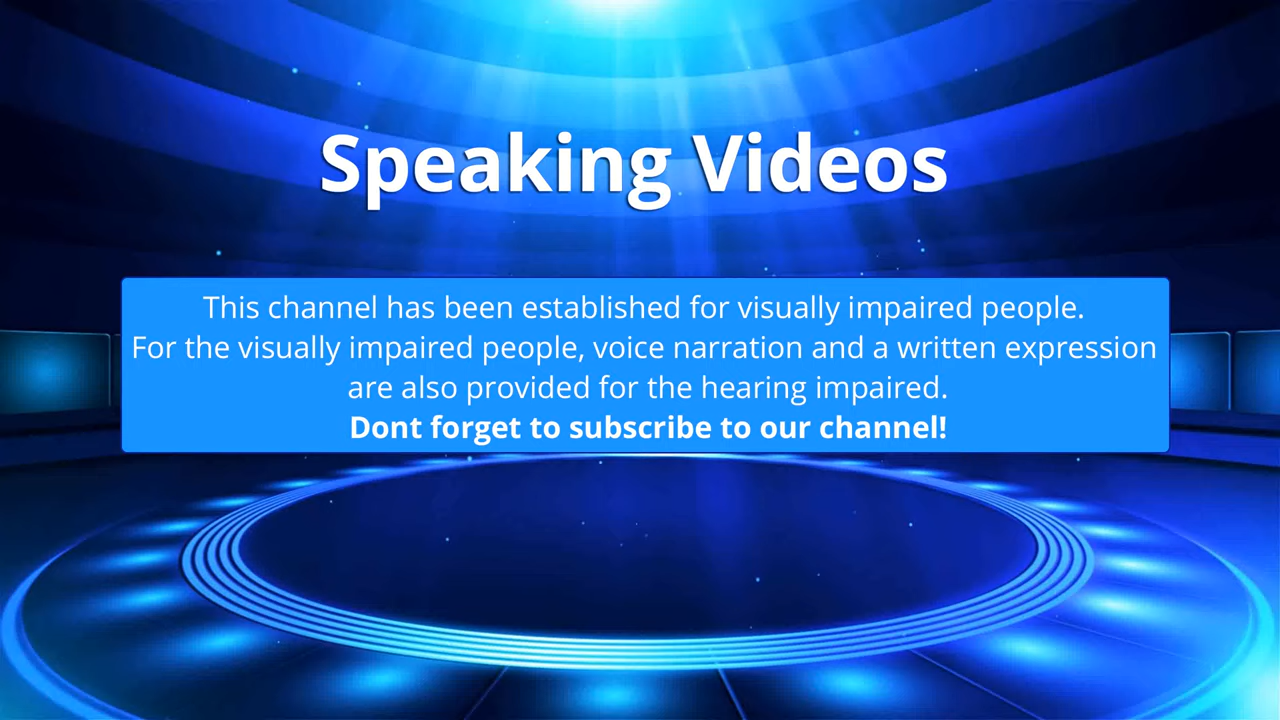 Speaking Videos
This channel has been established for visually impaired people.
For the visually impaired people, voice narration and a written expression
are also provided for the hearing impaired.
Dont forget to subscribe to our channel!